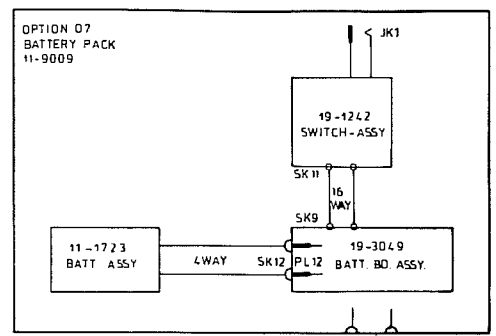 OPTION 07
BATTERY PACK
11-9009
JK1
19-1242
SWITCH-ASSY
SK11
16
WAY
SK9
11-1723
BATT ASSY
4WAY
SK12
PL12
19-3049
BATT. BD. ASSY.